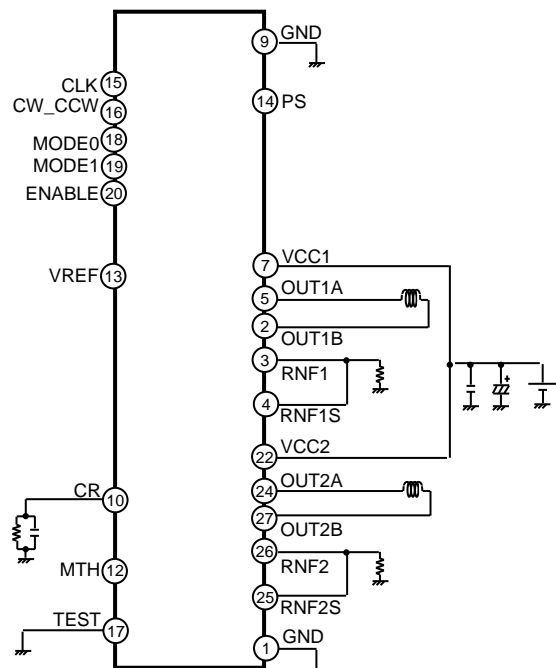 9 GND
15 CLK
14 PS
16 CW_CCW
18 MODE0
19 MODE1
20 ENABLE
7 VCC1
13 VREF
5 OUT1A
2 OUT1B
3 RNF1
4 RNF1S
22 VCC2
24 OUT2A
10 CR
27 OUT2B
26 RNF2
12 MTH
25 RNF2S
17 TEST
1 GND
+